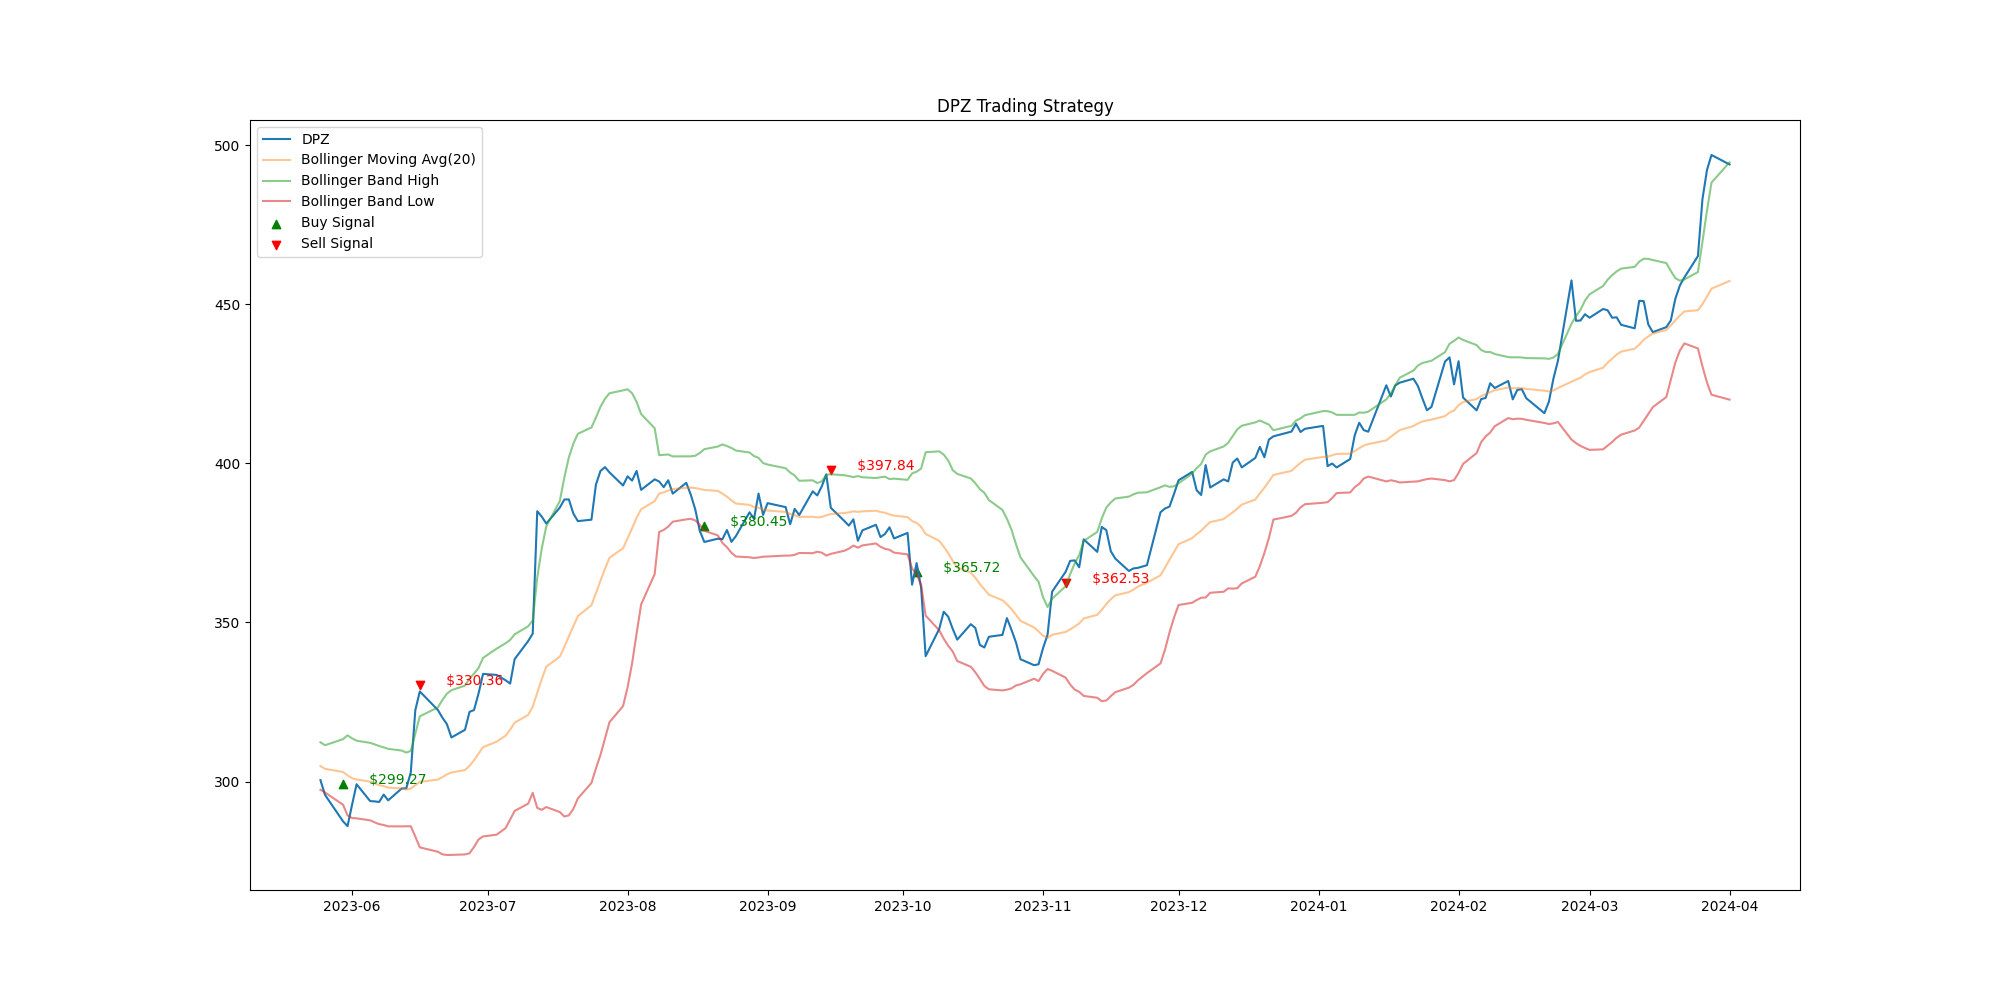 DPZ Trading Strategy
DPZ
Bollinger Moving Avg(20)
Bollinger Band High
Bollinger Band Low
Buy Signal
Sell Signal
500
450
400
350
300
$397.84
$380.45
$365.72
$362.53
$330.36
$299.27
2023-06 2023-07 2023-08 2023-09 2023-10 2023-11 2023-12 2024-01 2024-02 2024-03 2024-04